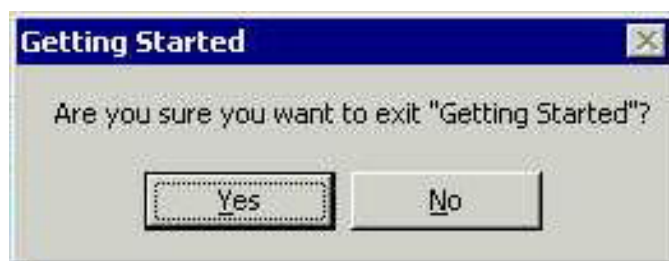 Getting Started
Are you sure you want to exit "Getting Started"?
Yes
No